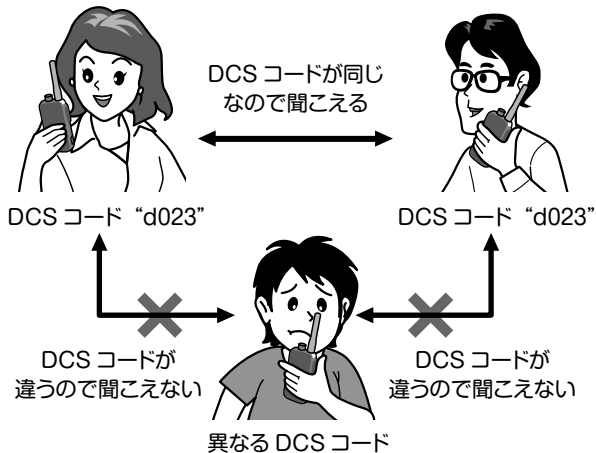 DCS コードが同じ
なので聞こえる
DCS コード “d023”
DCS コード “d023”
DCS コードが
違うので聞こえない
DCS コードが
違うので聞こえない
異なる DCS コード